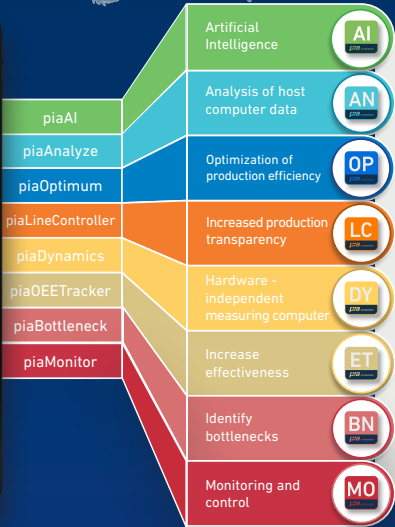 piaAI
piaAnalyze
piaOptimum
piaLineController
piaDynamics
piaOEETracker
piaBottleneck
piaMonitor
Artificial
Intelligence
AI
Analysis of host
computer data
AN
Optimization of
production efficiency
OP
Increased production
transparency
LC
Hardware -
independent
measuring computer
DY
Increase
effectiveness
ET
Identify
bottlenecks
BN
Monitoring and
control
MO